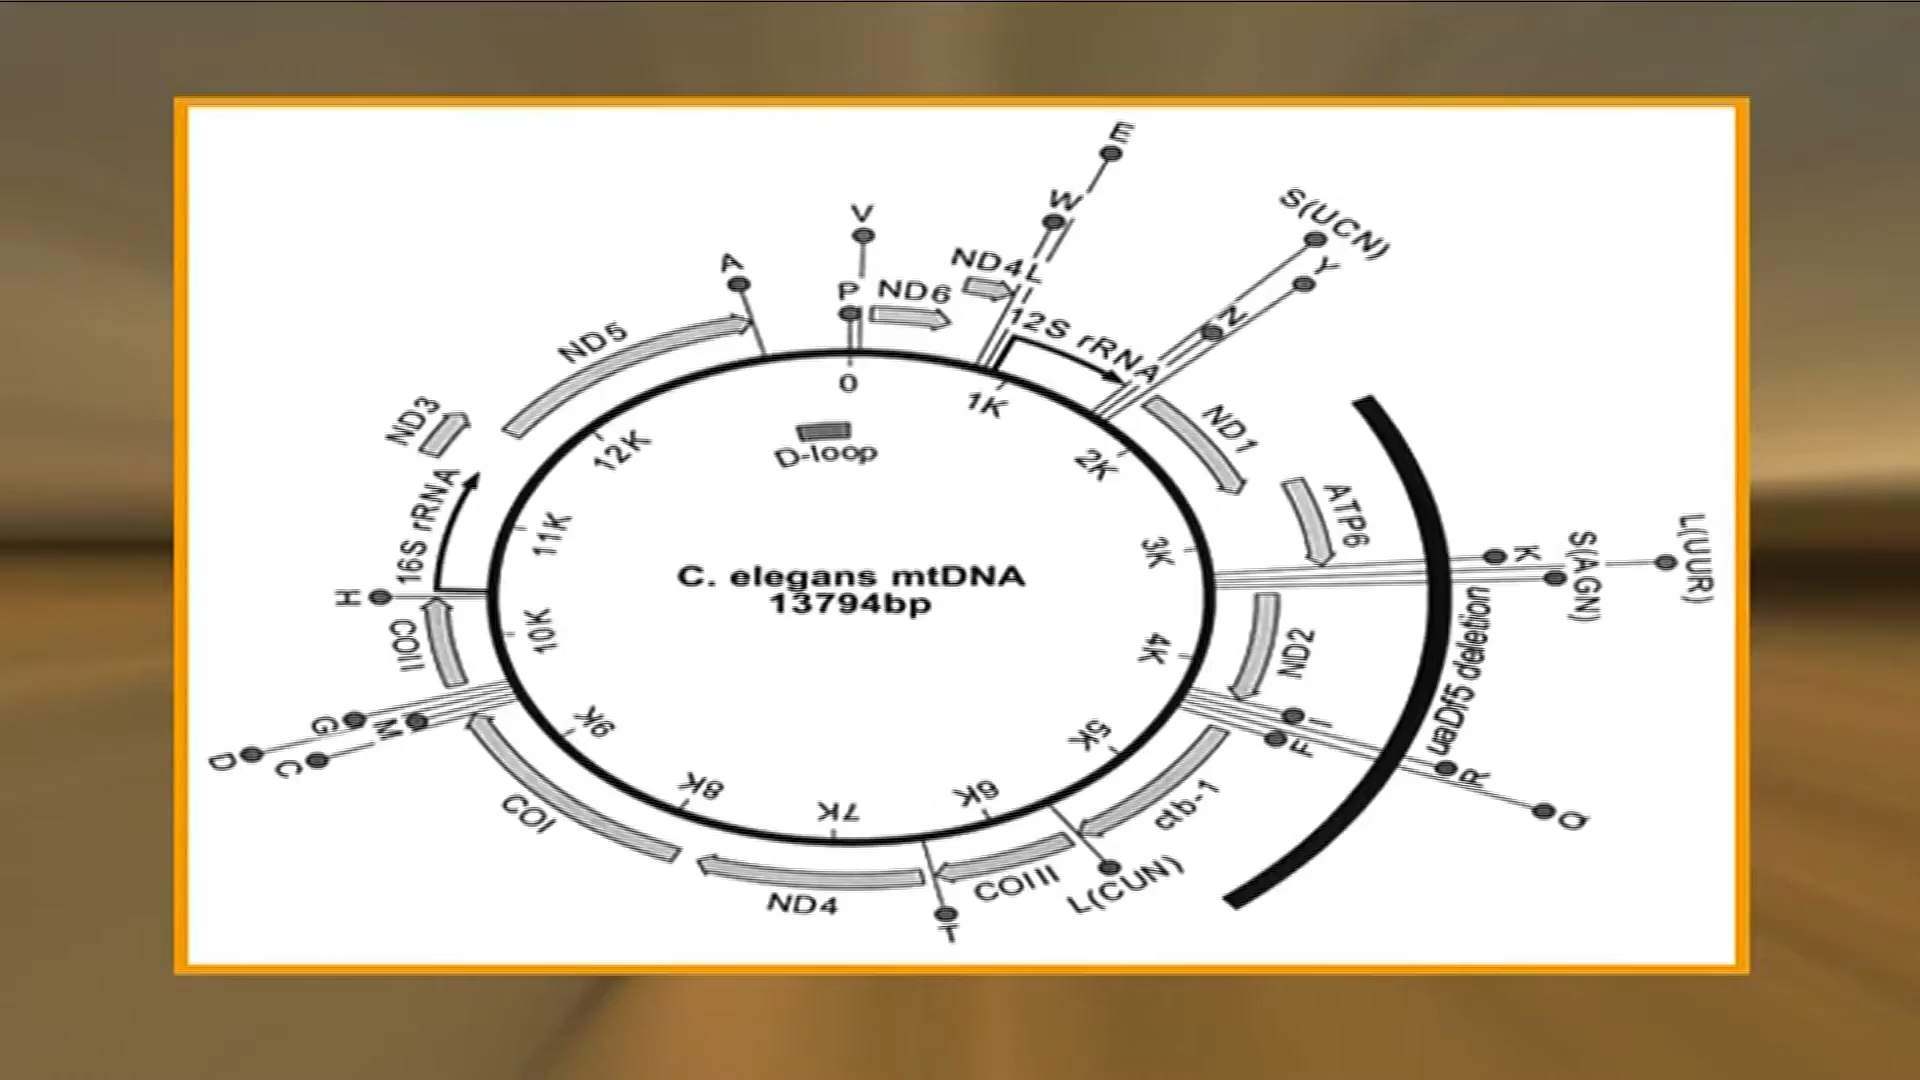 E
W
S(UCN)
V
A
Y
ND4L
P
ND6
N
12S rRNA
ND5
0
1K
ND3
D-loop
12K
2K
ND1
ATP6
16S rRNA
11K
3K
K
S(AGN)
L(UUR)
C. elegans mtDNA
13794bp
H
COII
10K
4K
ND2
uaDf5 deletion
G
M
9K
5K
I
F
D
C
R
8K
7K
6K
ctb-1
Q
COI
ND4
COIII
L(CUN)
T